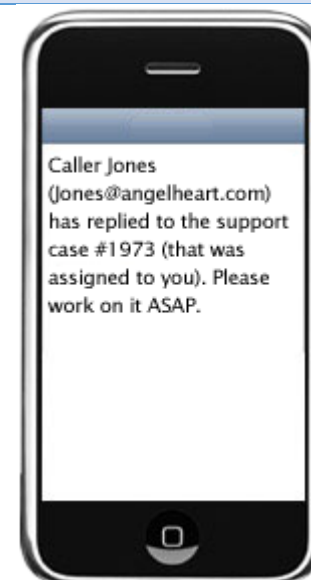 Caller Jones
(Jones@angelheart.com)
has replied to the support
case #1973 (that was
assigned to you). Please
work on it ASAP.